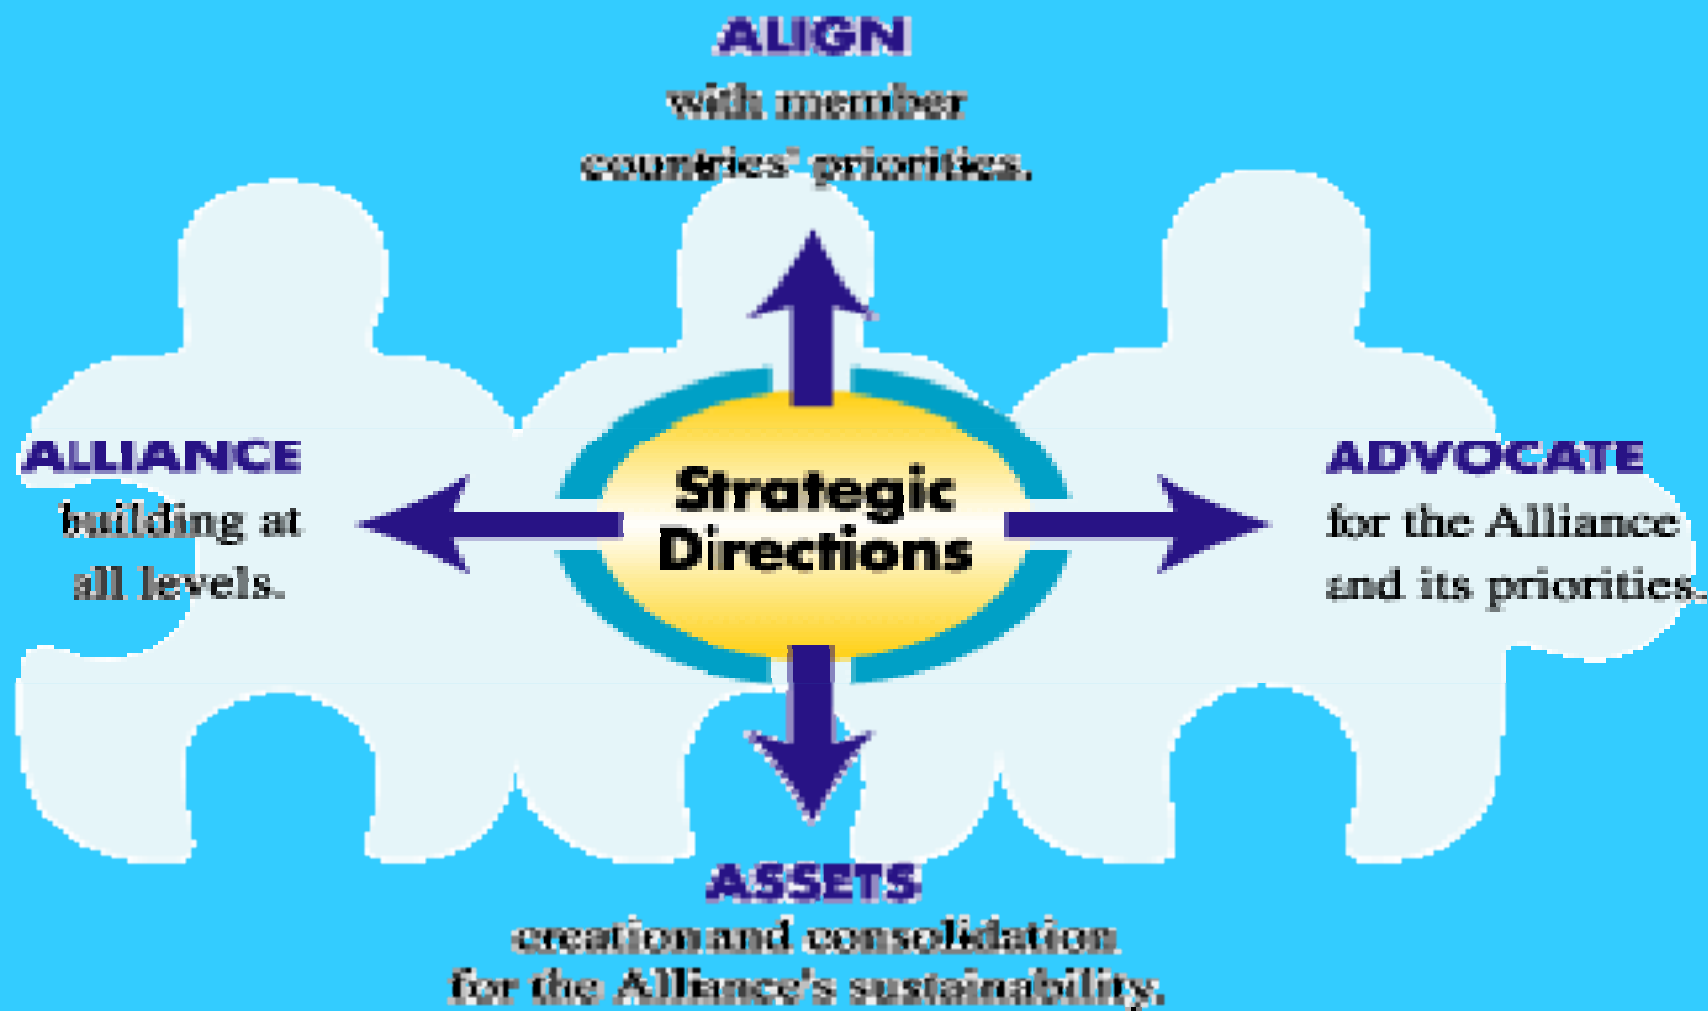 ALIGN
with member
countries' priorities.
ALLIANCE
building at
all levels.
Strategic
Directions
ADVOCATE
for the Alliance
and its priorities.
ASSETS
creation and consolidation
for the Alliance's sustainability.